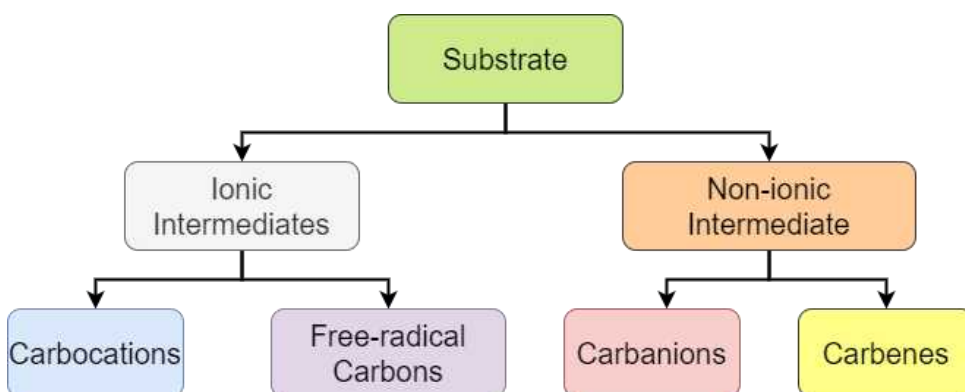 Substrate
Ionic
Intermediates
Non-ionic
Intermediate
Carbocations
Free-radical
Carbons
Carbanions
Carbenes